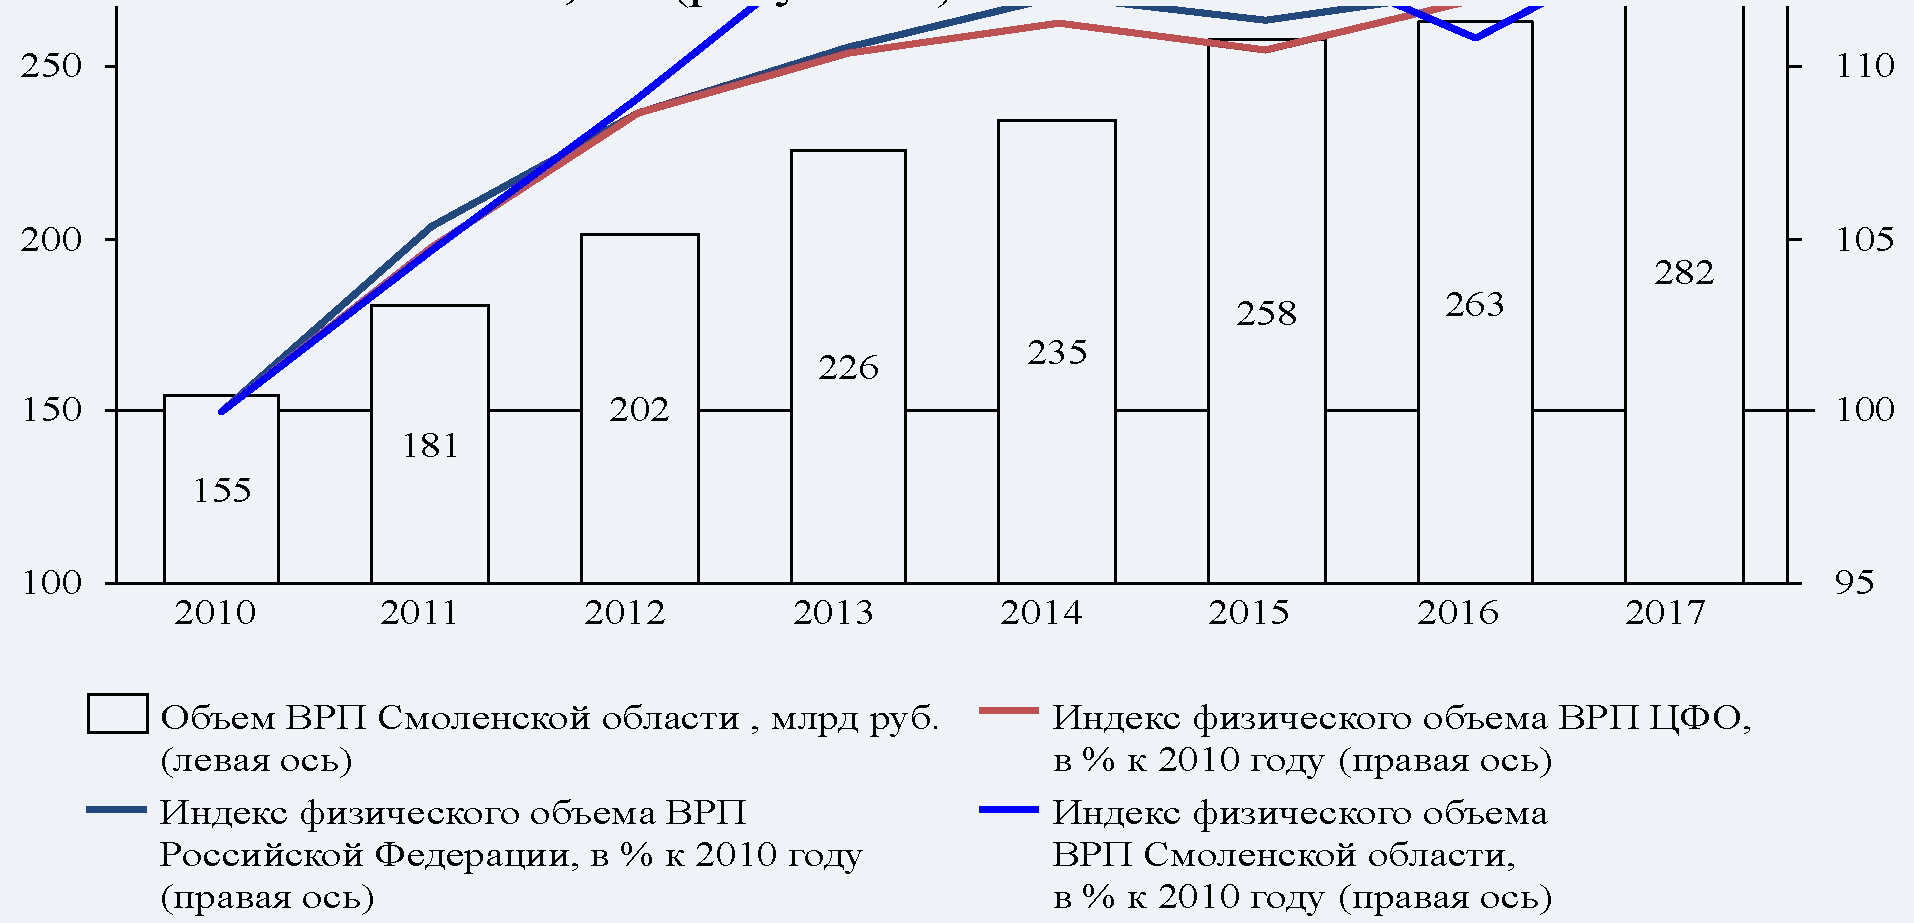 250
110
200
105
282
263
258
235
226
202
181
155
150
100
100
95
2010 2011 2012 2013 2014 2015 2016 2017
Объем ВРП Смоленской области , млрд руб.
(левая ось)
Индекс физического объема ВРП ЦФО,
в % к 2010 году (правая ось)
Индекс физического объема ВРП
Российской Федерации, в % к 2010 году
(правая ось)
Индекс физического объема
ВРП Смоленской области,
в % к 2010 году (правая ось)